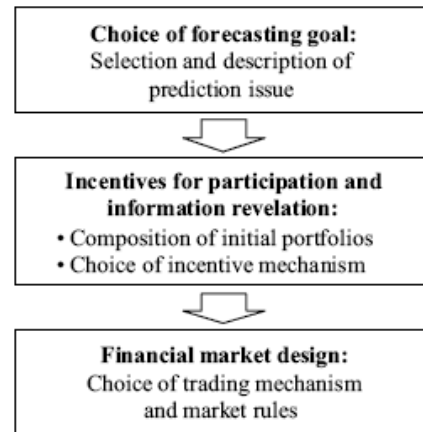 Choice of forecasting goal:
Selection and description of
prediction issue
Incentives for participation and
information revelation:
• Composition of initial portfolios
• Choice of incentive mechanism
Financial market design:
Choice of trading mechanism
and market rules